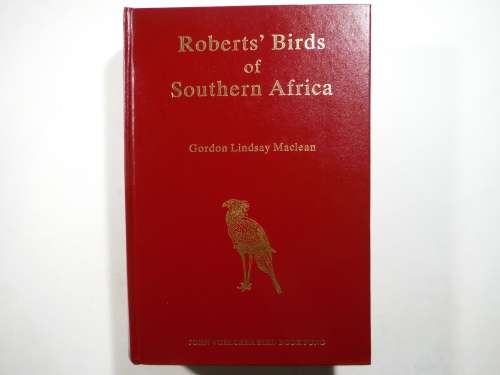 Roberts' Birds
of
Southern Africa
Gordon Lindsay Maclean
JOHN VOELCKER BIRD BOOK FUND